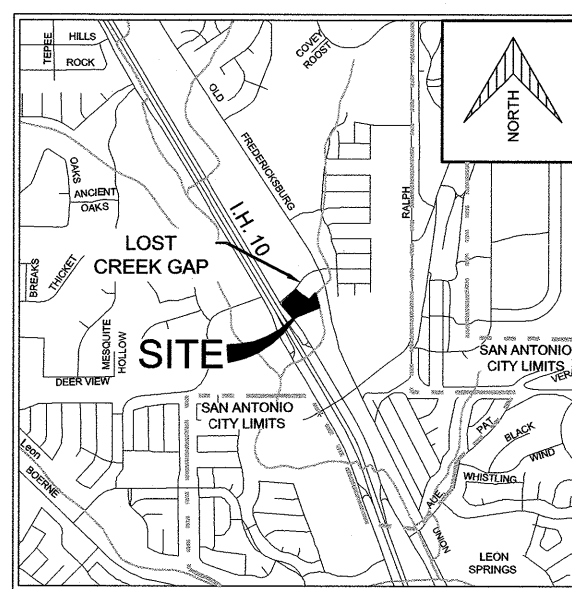 TEPEE
HILLS
ROCK
COVEY
ROOST
OLD
FREDERICKSBURG
NORTH
RALPH
OAKS
ANCIENT
OAKS
I.H. 10
LOST
CREEK GAP
BREAKS
THICKET
MESQUITE
HOLLOW
SITE
DEER VIEW
SAN ANTONIO
CITY LIMITS
VERA
SAN ANTONIO
CITY LIMITS
Leon
BOERNE
PAT
BLACK
WIND
WHISTLING
AUE
UNION
LEON
SPRINGS